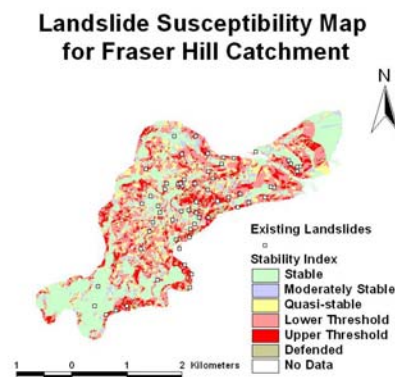 Landslide Susceptibility Map
for Fraser Hill Catchment
N
Existing Landslides
Stability Index
Stable
Moderately Stable
Quasi-stable
Lower Threshold
Upper Threshold
Defended
No Data
1 0 1 2 Kilometers